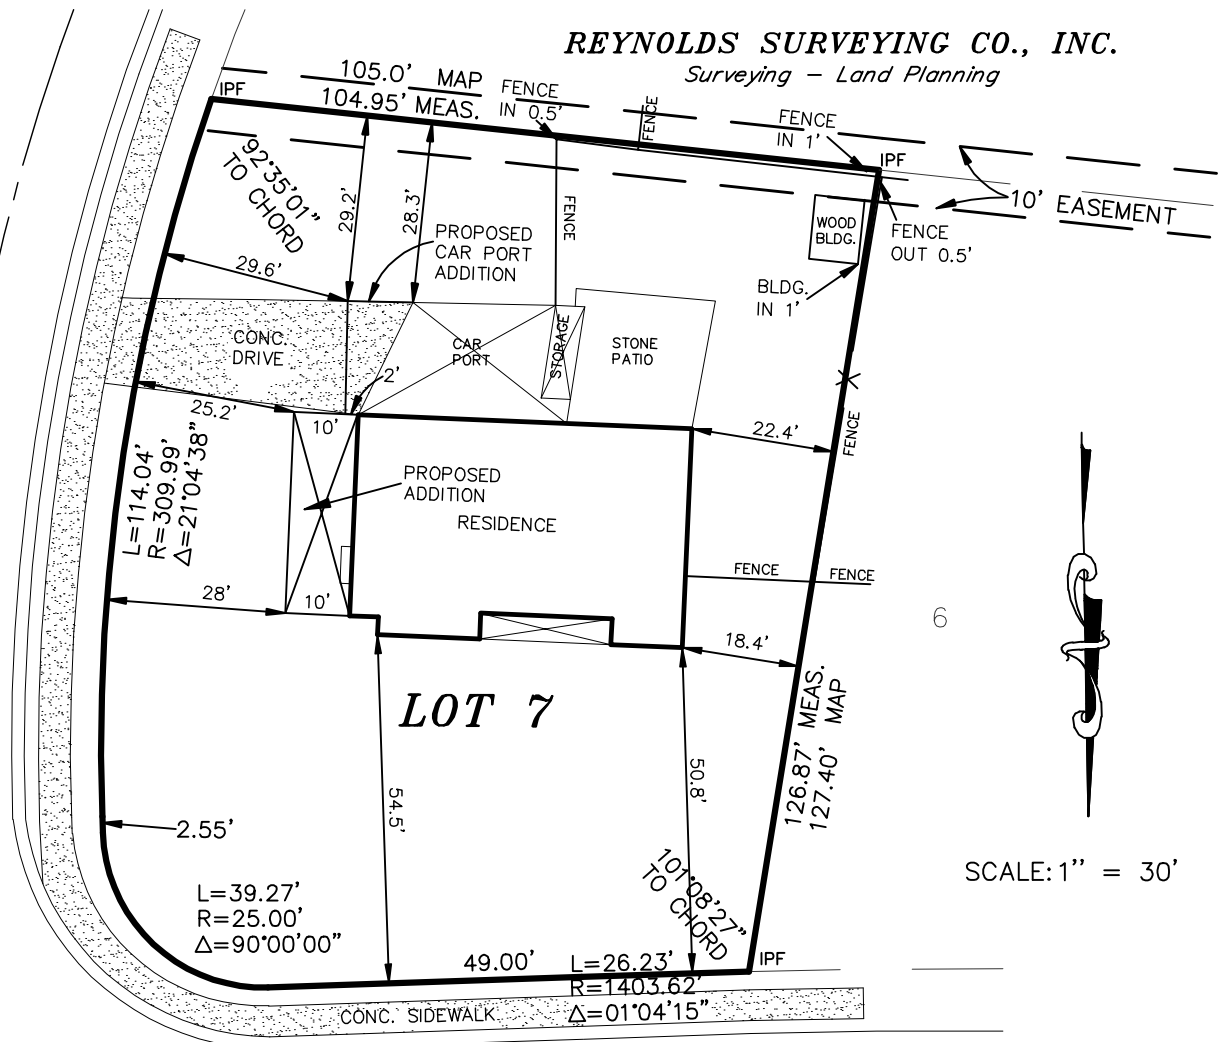 REYNOLDS SURVEYING CO., INC.
Surveying – Land Planning
105.0' MAP
104.95' MEAS.
IPF
FENCE
IN 0.5'
FENCE
FENCE
IN 1'
IPF
10' EASEMENT
92°35'01"
TO CHORD
29.2'
28.3'
FENCE
WOOD
BLDG.
FENCE
OUT 0.5'
PROPOSED
CAR PORT
ADDITION
29.6'
BLDG.
IN 1'
CONC.
DRIVE
CAR
PORT
STORAGE
STONE
PATIO
2'
25.2'
10'
22.4'
FENCE
L=114.04'
R=309.99'
Δ=21°04'38"
PROPOSED
ADDITION
RESIDENCE
FENCE
FENCE
28'
10'
6
18.4'
LOT 7
126.87' MEAS.
127.40' MAP
54.5'
50.8'
2.55'
101°08'27"
TO CHORD
SCALE: 1'' = 30'
L=39.27'
R=25.00'
Δ=90°00'00"
49.00'
L=26.23'
R=1403.62'
Δ=01°04'15"
IPF
CONC. SIDEWALK